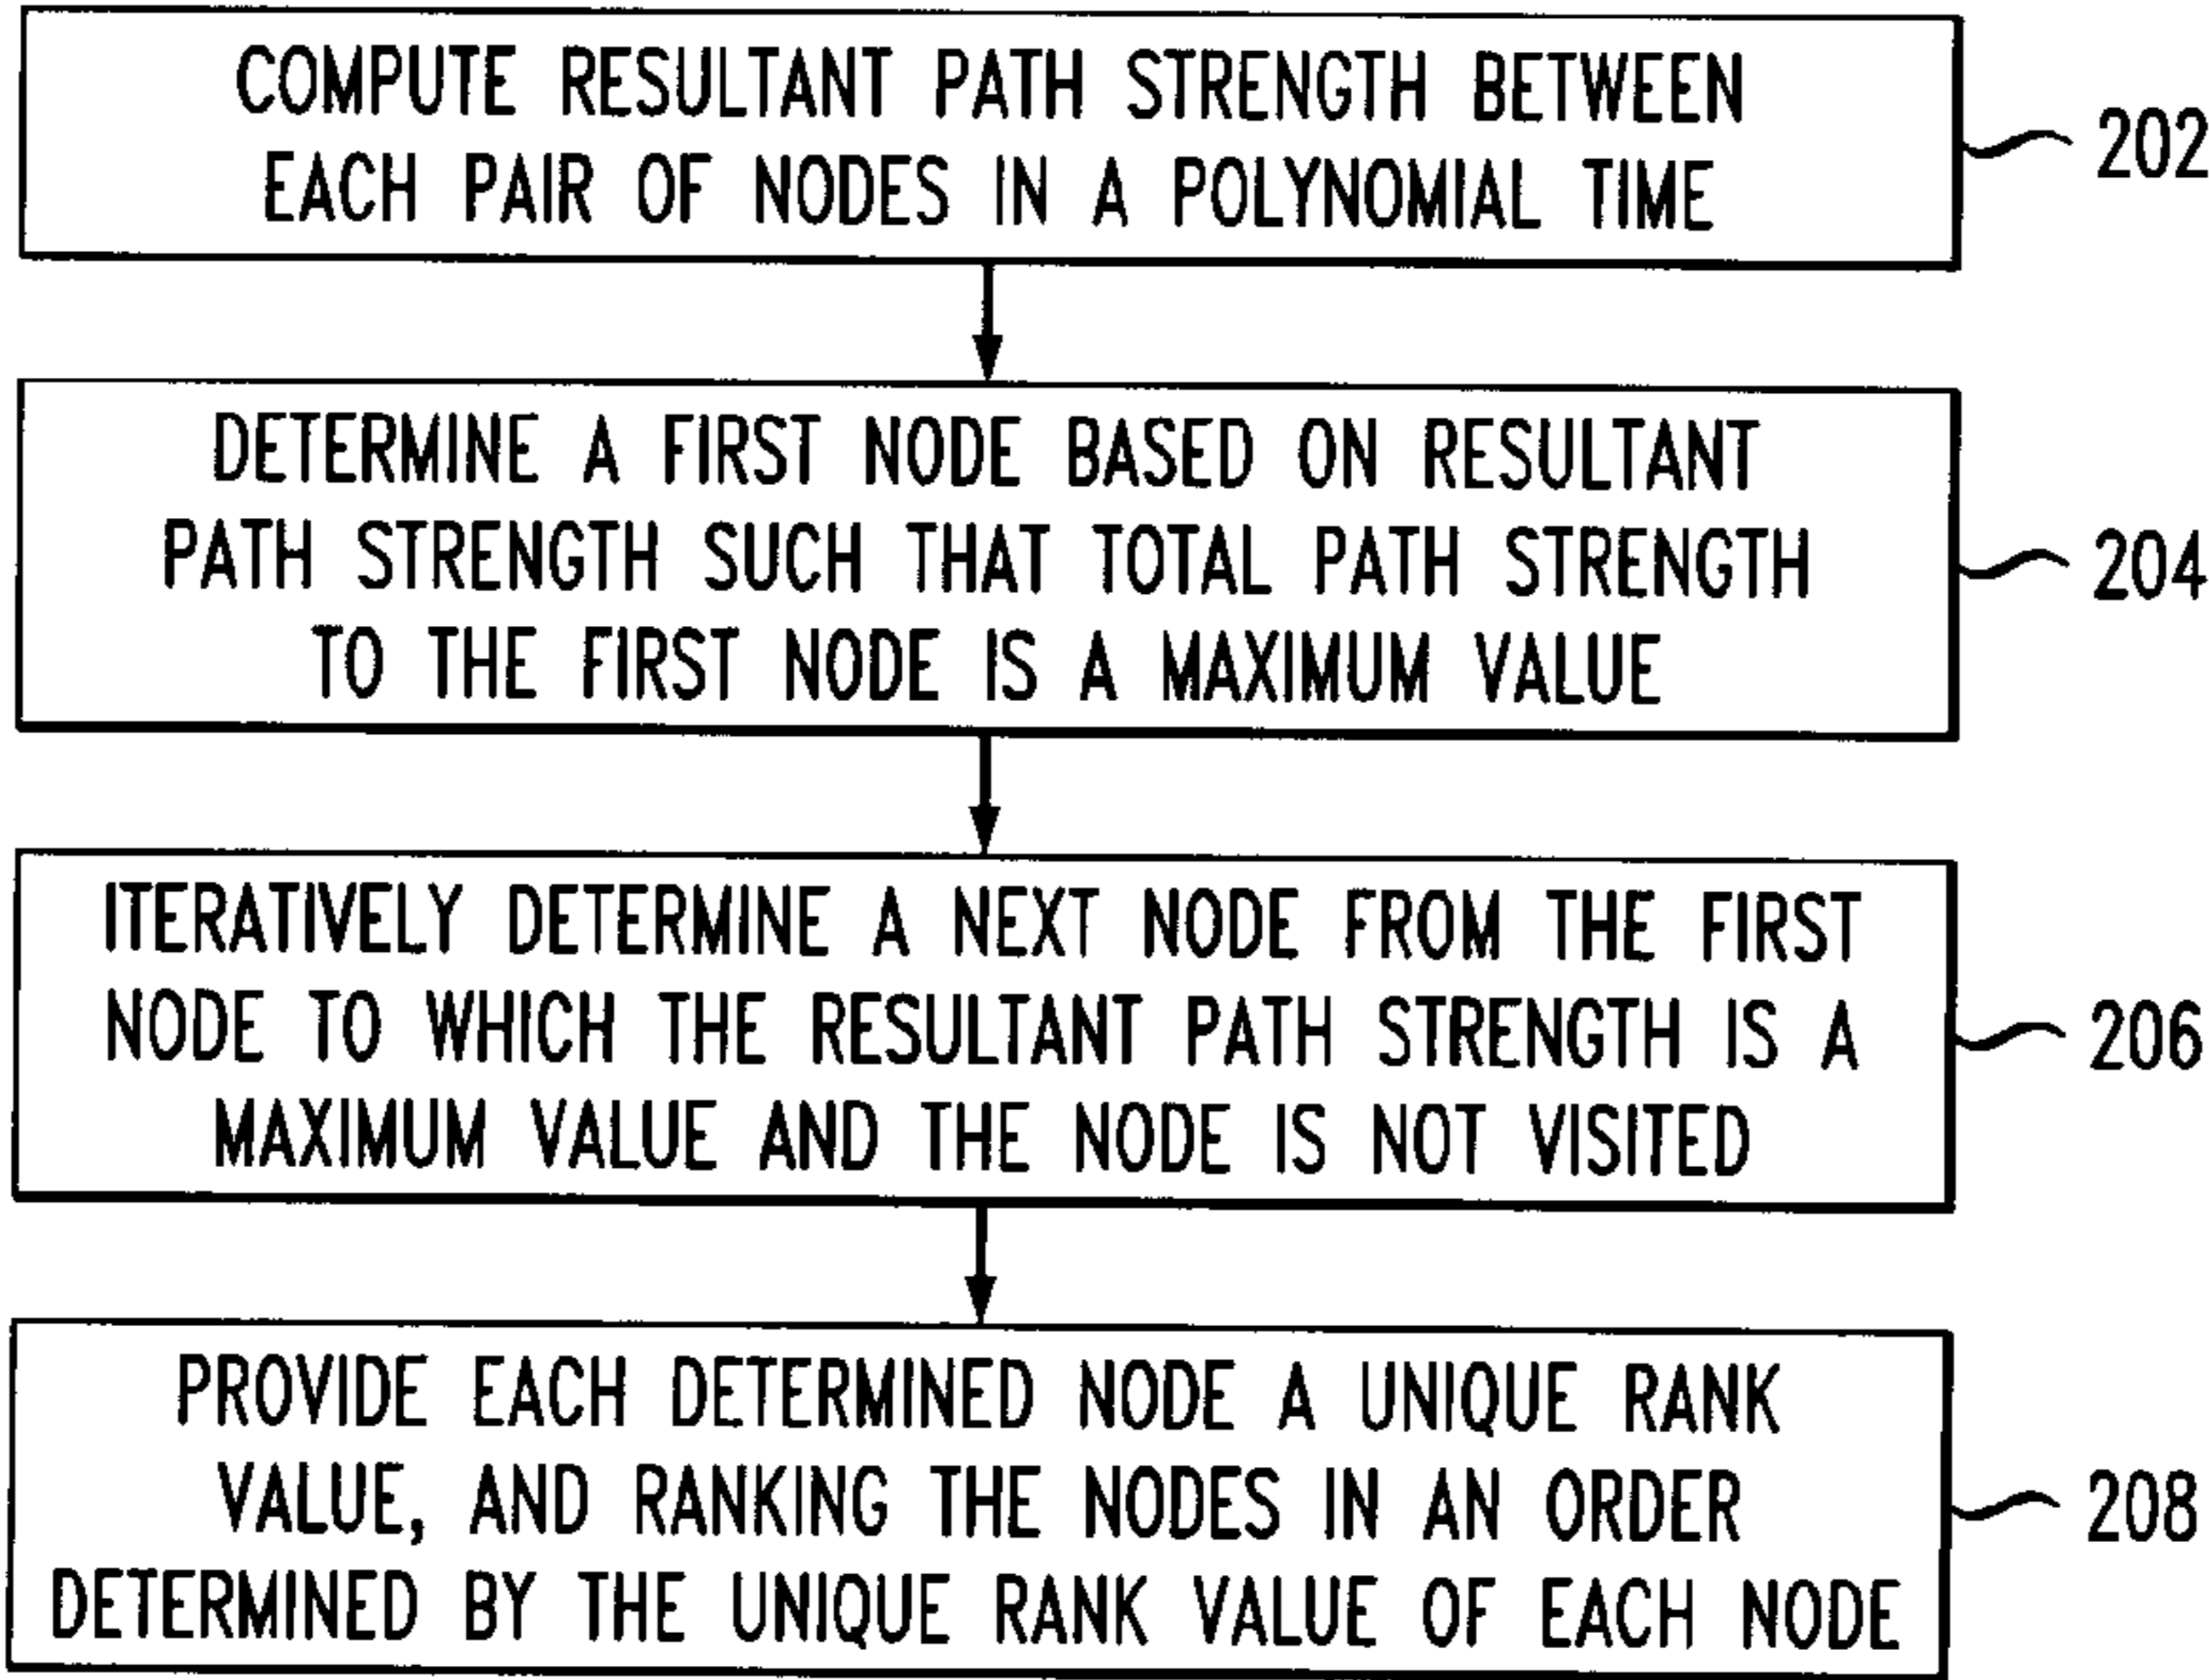 COMPUTE RESULTANT PATH STRENGTH BETWEEN
EACH PAIR OF NODES IN A POLYNOMIAL TIME
202
DETERMINE A FIRST NODE BASED ON RESULTANT
PATH STRENGTH SUCH THAT TOTAL PATH STRENGTH
TO THE FIRST NODE IS A MAXIMUM VALUE
204
ITERATIVELY DETERMINE A NEXT NODE FROM THE FIRST
NODE TO WHICH THE RESULTANT PATH STRENGTH IS A
MAXIMUM VALUE AND THE NODE IS NOT VISITED
206
PROVIDE EACH DETERMINED NODE A UNIQUE RANK
VALUE, AND RANKING THE NODES IN AN ORDER
DETERMINED BY THE UNIQUE RANK VALUE OF EACH NODE
208